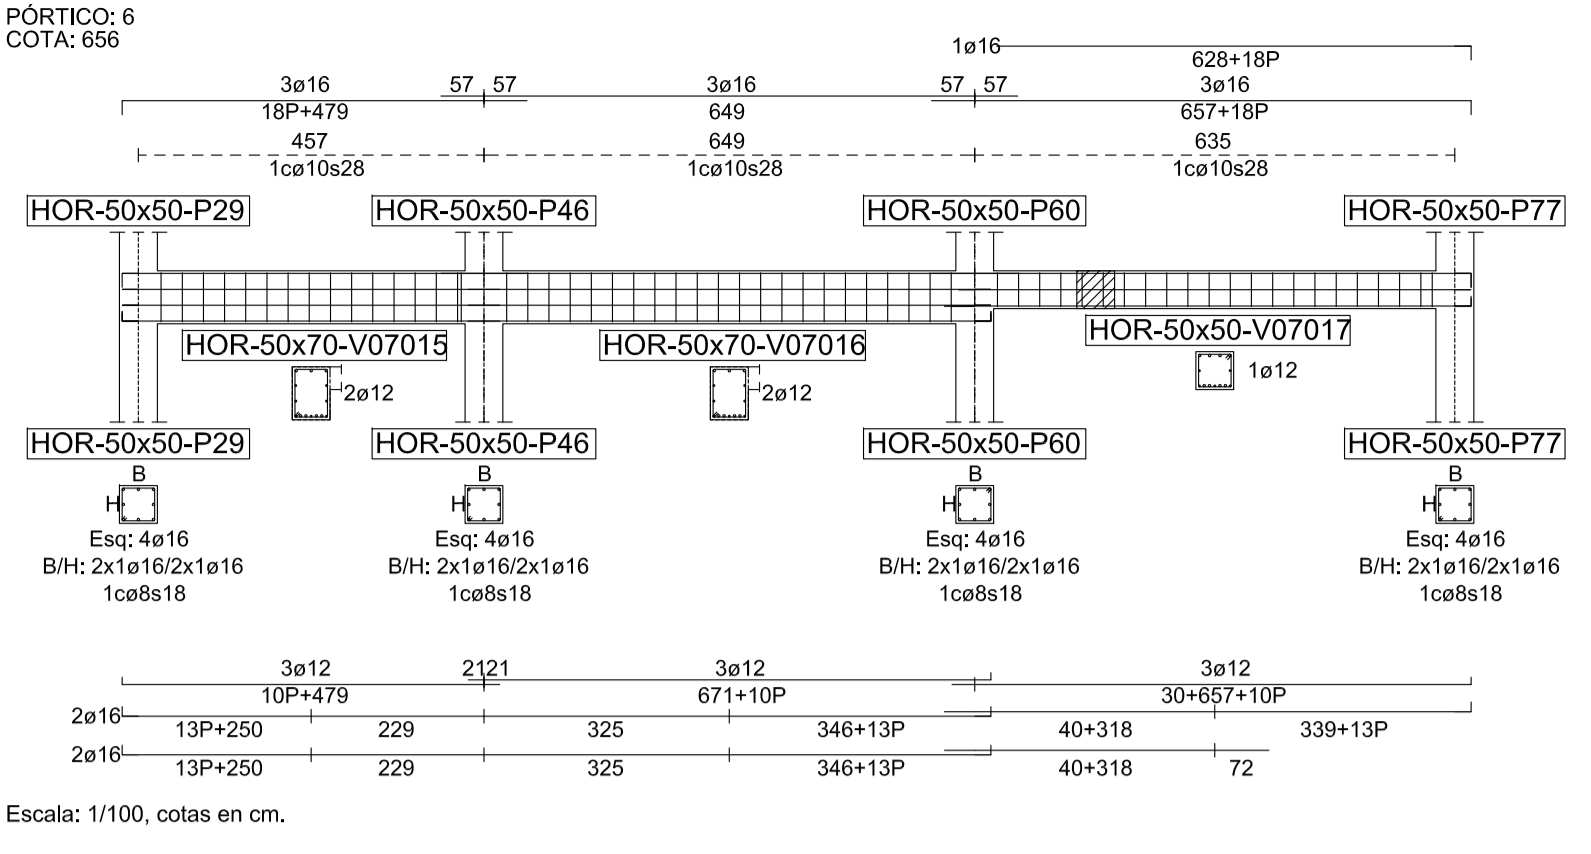 PÓRTICO: 6
COTA: 656
1ø16
628+18P
3ø16 57 57 3ø16 57 57 3ø16
18P+479 649 657+18P
457 649 635
1cø10s28 1cø10s28 1cø10s28
HOR-50x50-P29 HOR-50x50-P46 HOR-50x50-P60 HOR-50x50-P77
HOR-50x70-V07015 HOR-50x70-V07016 HOR-50x50-V07017
2ø12 2ø12 1ø12
HOR-50x50-P29 HOR-50x50-P46 HOR-50x50-P60 HOR-50x50-P77
B B B B
H H H H
Esq: 4ø16 Esq: 4ø16 Esq: 4ø16 Esq: 4ø16
B/H: 2x1ø16/2x1ø16 B/H: 2x1ø16/2x1ø16 B/H: 2x1ø16/2x1ø16 B/H: 2x1ø16/2x1ø16
1cø8s18 1cø8s18 1cø8s18 1cø8s18
3ø12 2121 3ø12 3ø12
10P+479 671+10P 30+657+10P
2ø16 13P+250 229 325 346+13P 40+318 339+13P
2ø16 13P+250 229 325 346+13P 40+318 72
Escala: 1/100, cotas en cm.